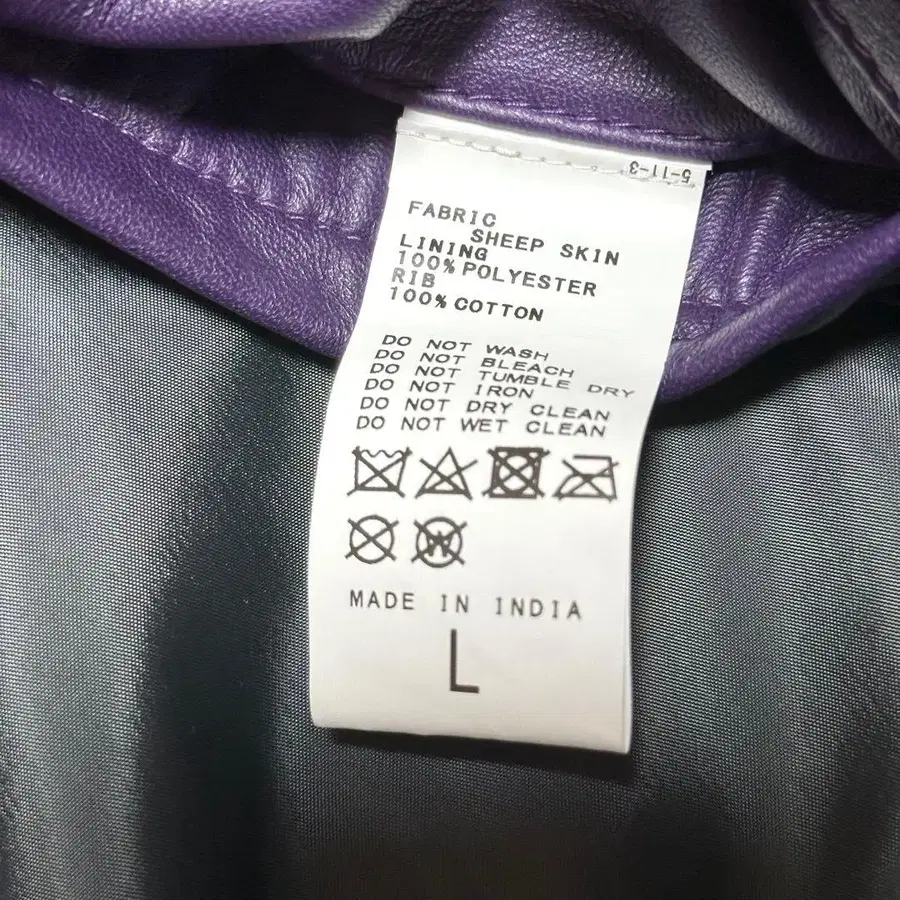 5-11-3
FABRIC
SHEEP SKIN
LINING
100% POLYESTER
RIB
100% COTTON
DO NOT WASH
DO NOT BLEACH
DO NOT TUMBLE DRY
DO NOT IRON
DO NOT DRY CLEAN
DO NOT WET CLEAN
W
MADE IN INDIA
L